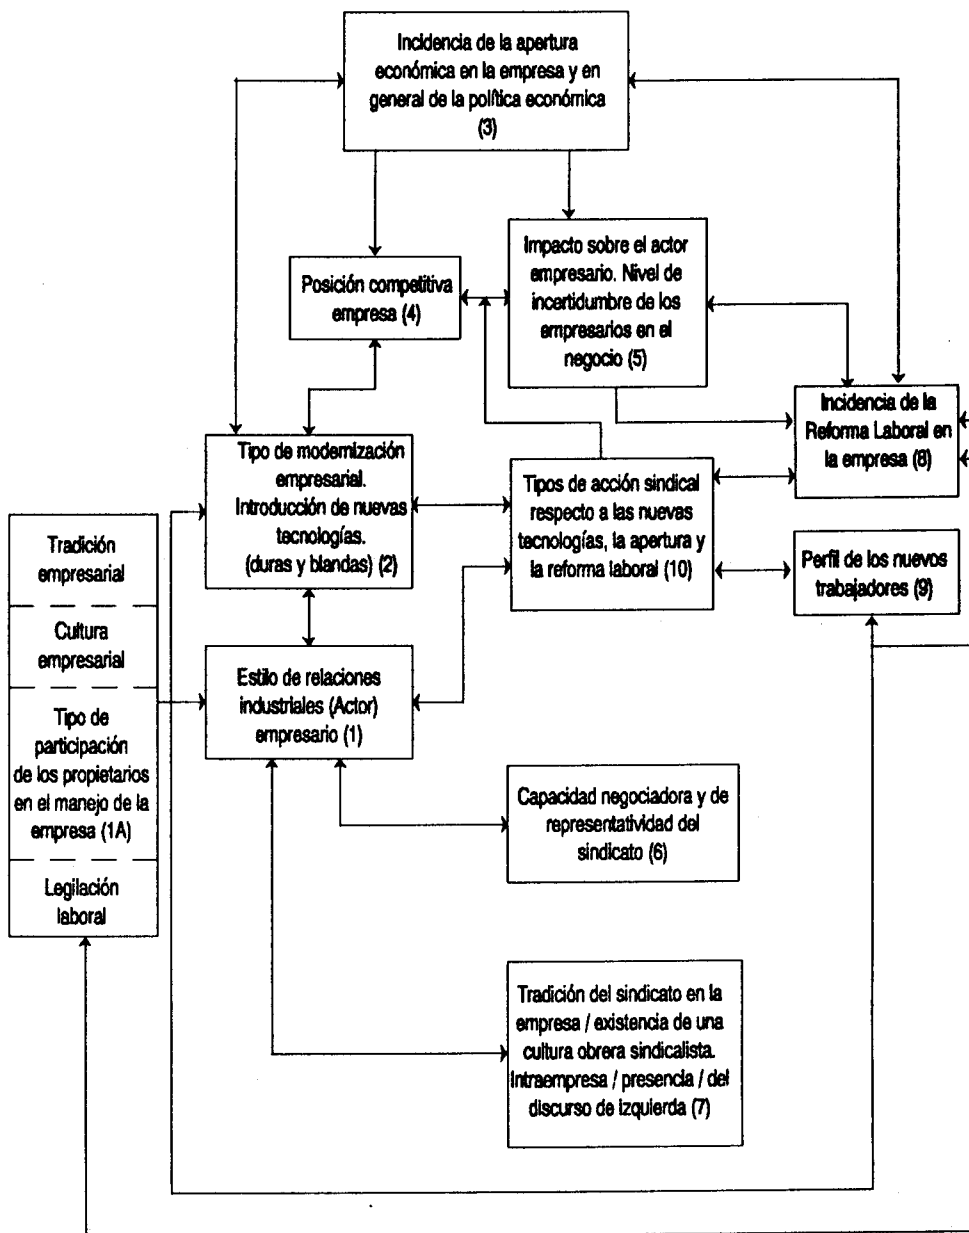 Incidencia de la apertura
económica en la empresa y en
general de la política económica
(3)
Impacto sobre el actor
empresario. Nivel de
incertidumbre de los
empresarios en el
negocio (5)
Posición competitiva
empresa (4)
Incidencia de la
Reforma Laboral en
la empresa (8)
Tipo de modernización
empresarial.
Introducción de nuevas
tecnologías.
(duras y blandas) (2)
Tipos de acción sindical
respecto a las nuevas
tecnologías, la apertura y
la reforma laboral (10)
Perfil de los nuevos
trabajadores (9)
Tradición
empresarial
Cultura
empresarial
Tipo de
participación
de los propietarios
en el manejo de la
empresa (1A)
Legilación
laboral
Estilo de relaciones
industriales (Actor)
empresario (1)
Capacidad negociadora y de
representatividad del
sindicato (6)
Tradición del sindicato en la
empresa / existencia de una
cultura obrera sindicalista.
Intraempresa / presencia / del
discurso de izquierda (7)